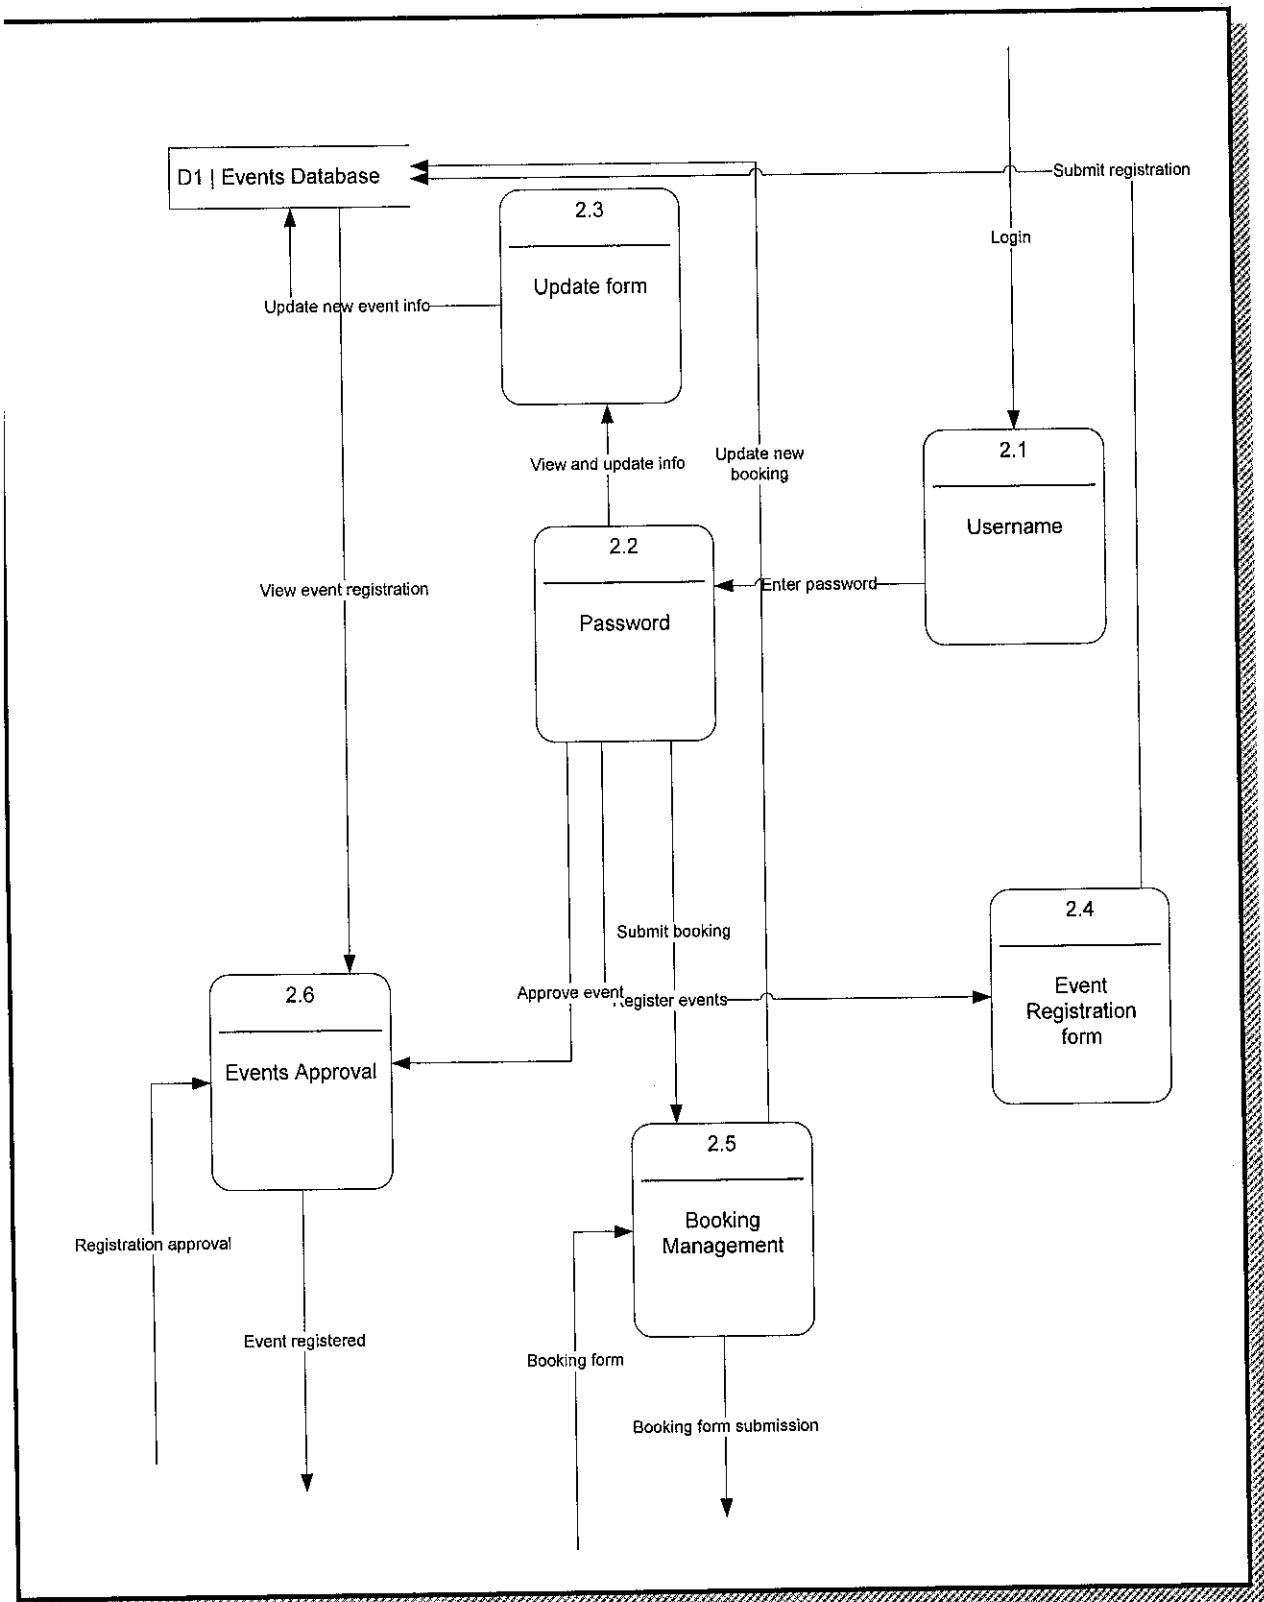 D1 | Events Database
Submit registration
2.3
Login
Update form
Update new event info
2.1
View and update info
Update new
booking
Username
2.2
View event registration
Enter password
Password
2.4
Submit booking
Event
Registration
form
2.6
Approve event
Register events
Events Approval
2.5
Booking
Management
Registration approval
Event registered
Booking form
Booking form submission